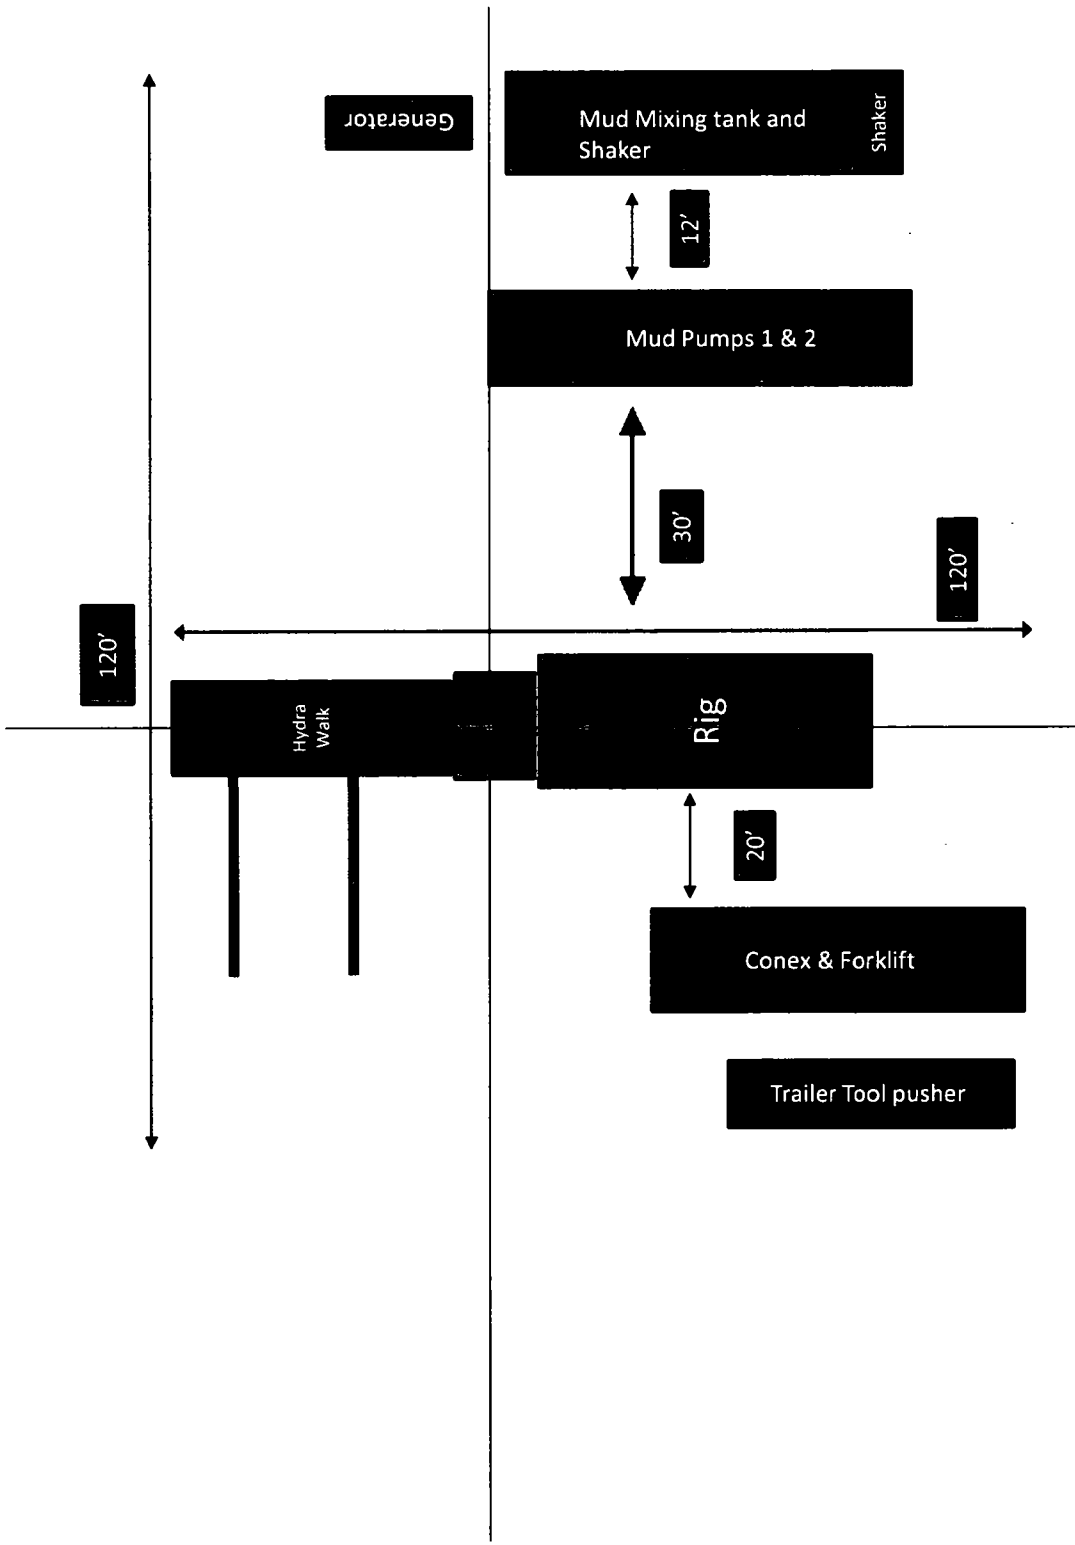 Generator
Mud Mixing tank and
Shaker
Shaker
12'
Mud Pumps 1 & 2
30'
120'
120'
Hydra
Walk
Rig
20'
Conex & Forklift
Trailer Tool pusher